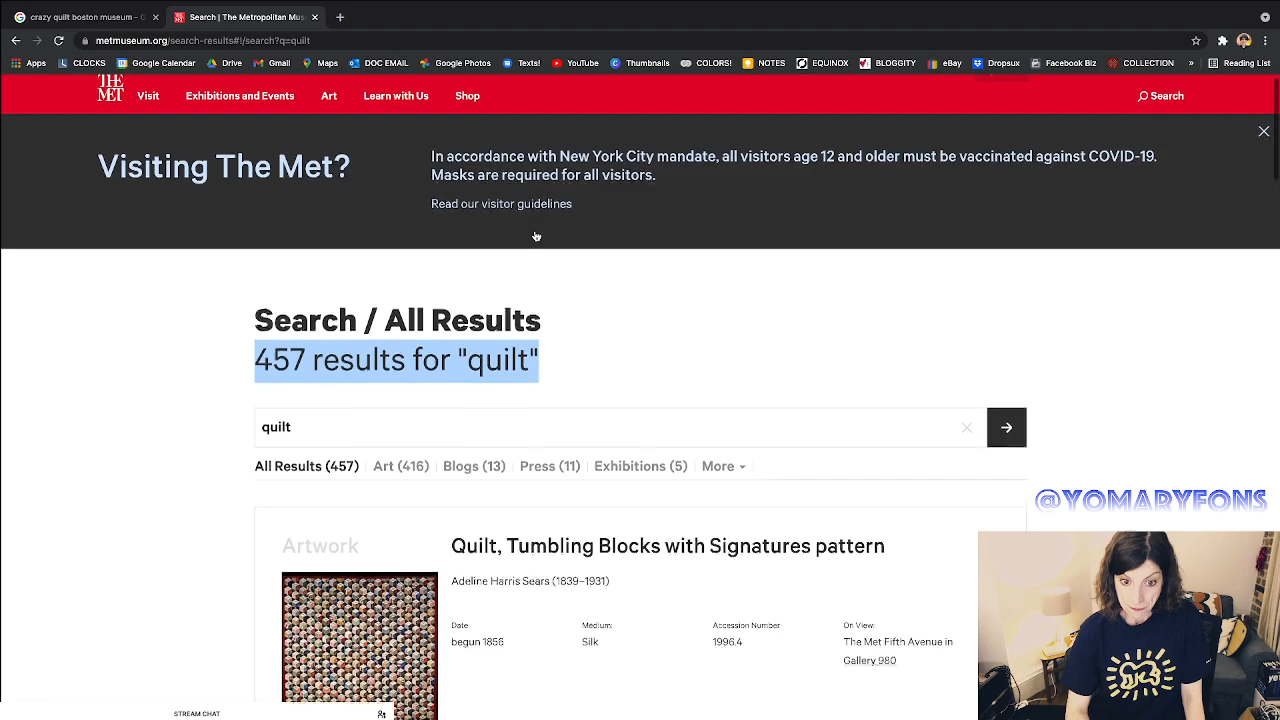 crazy quilt boston museum - G
Search | The Metropolitan Mus
metmuseum.org/search-results#!/search?q=quilt
Apps CLOCKS Google Calendar Drive Gmail Maps DOC EMAIL Google Photos Texts! YouTube Thumbnails COLORS! NOTES EQUINOX BLOGGITY eBay Dropsux Facebook Biz COLLECTION » Reading List
THE MET
Visit Exhibitions and Events Art Learn with Us Shop Search
Visiting The Met?
In accordance with New York City mandate, all visitors age 12 and older must be vaccinated against COVID-19.
Masks are required for all visitors.
Read our visitor guidelines
Search / All Results
457 results for "quilt"
quilt
All Results (457) Art (416) Blogs (13) Press (11) Exhibitions (5) More
@YOMARYFONS
Artwork
Quilt, Tumbling Blocks with Signatures pattern
Adeline Harris Sears (1839–1931)
Date: Medium: Accession Number: On View:
begun 1856 Silk 1996.4 The Met Fifth Avenue in
Gallery 980
STREAM CHAT